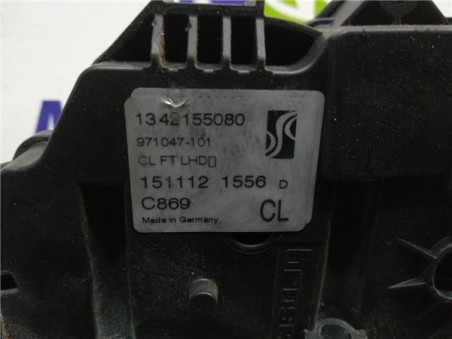 1342155080
971047-101
CL FT LHD▯
151112 1556 D
C869 CL
Made in Germany